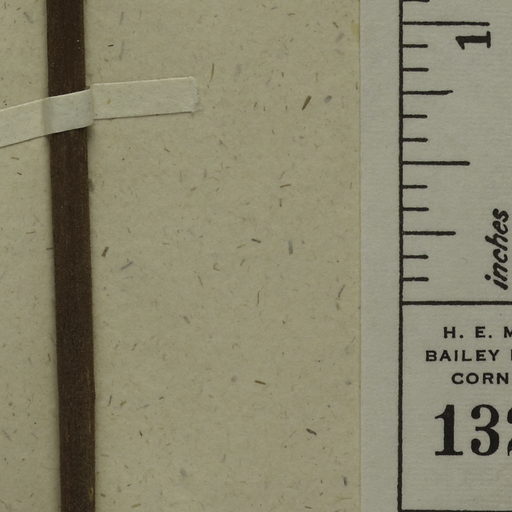 1
inches
H. E. M
BAILEY
CORN
132